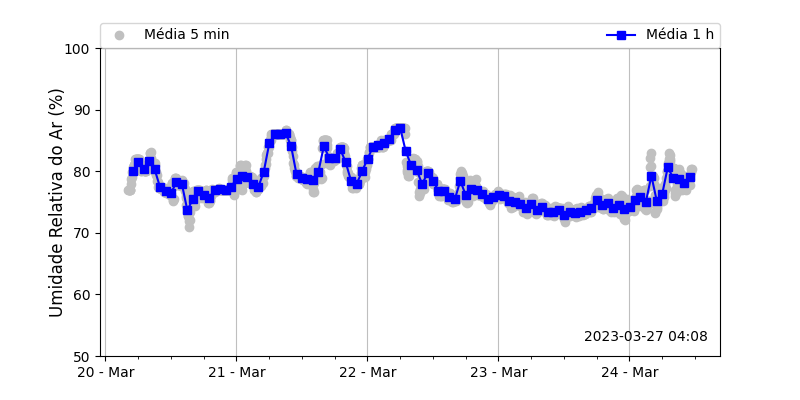 Média 5 min
Média 1 h
Umidade Relativa do Ar (%)
100
90
80
70
60
50
2023-03-27 04:08
20 - Mar
21 - Mar
22 - Mar
23 - Mar
24 - Mar